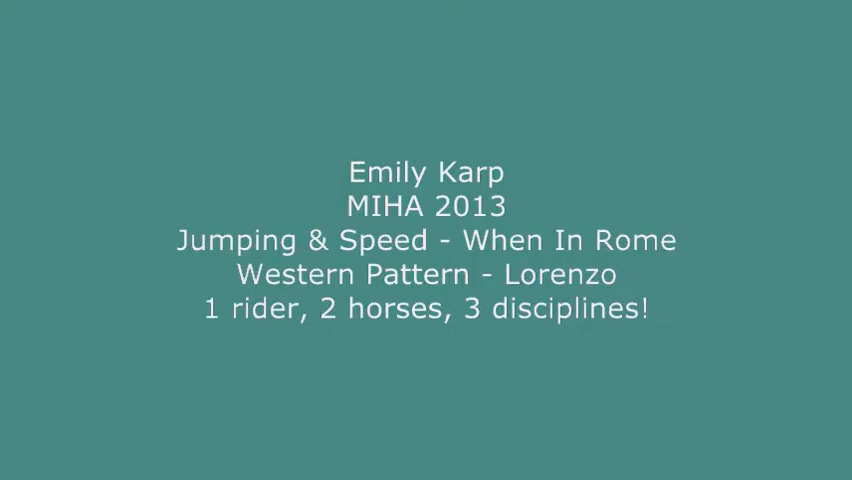 Emily Karp
MIHA 2013
Jumping & Speed - When In Rome
Western Pattern - Lorenzo
1 rider, 2 horses, 3 disciplines!